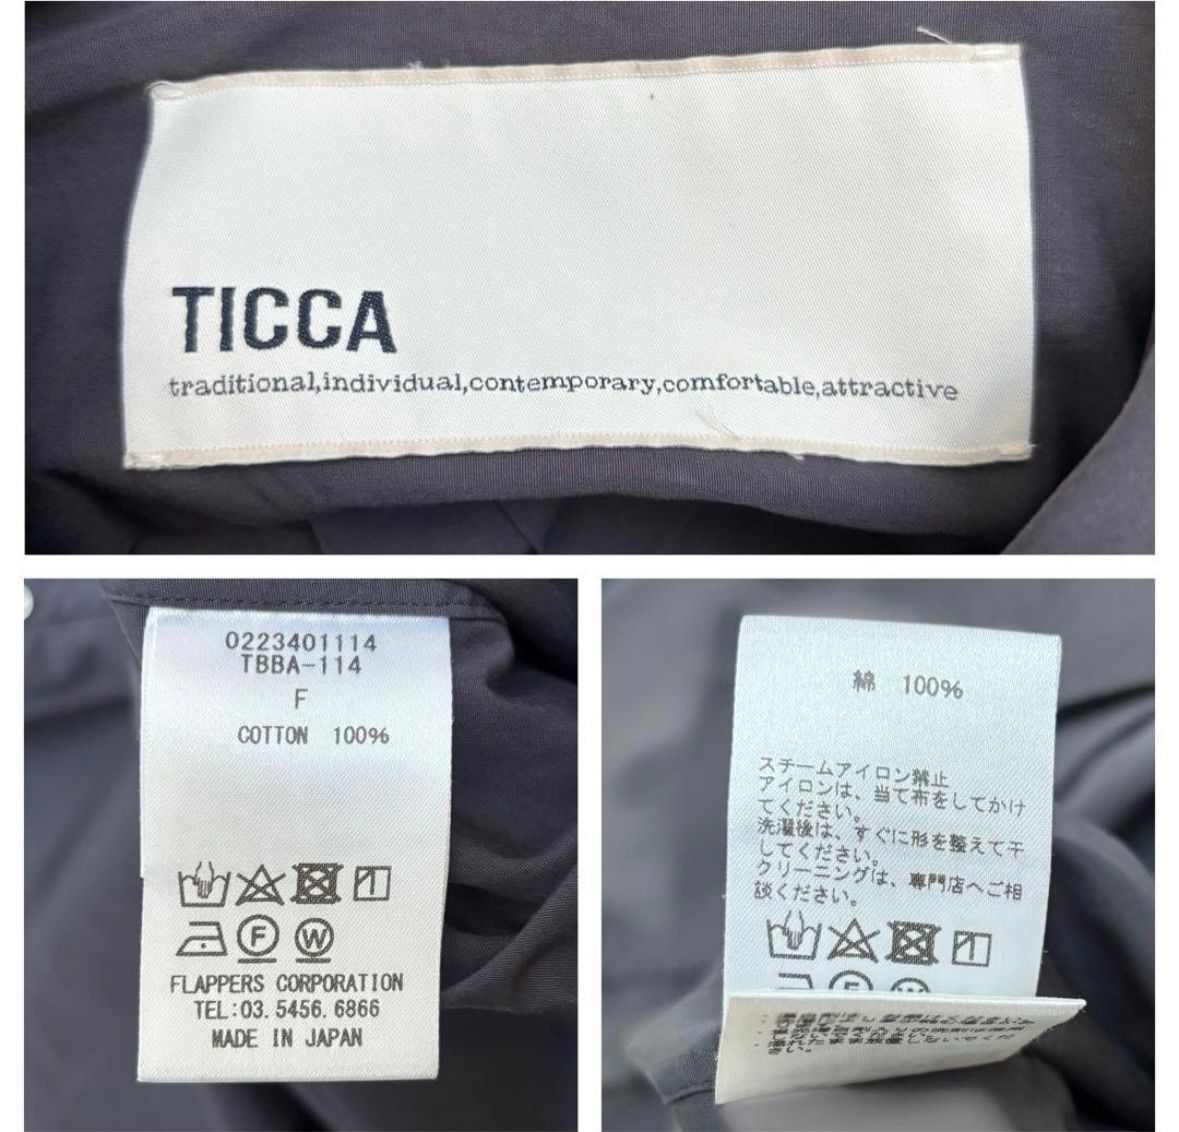 TICCA
traditional,individual,contemporary,comfortable,attractive
0223401114
TBBA-114
F
COTTON 100%
F
W
FLAPPERS CORPORATION
TEL:03.5456.6866
MADE IN JAPAN
綿 100%
スチームアイロン禁止
アイロンは、当て布をしてかけ
てください。
洗濯後は、すぐに形を整えて干
してください。
クリーニングは、専門店へご相
談ください。